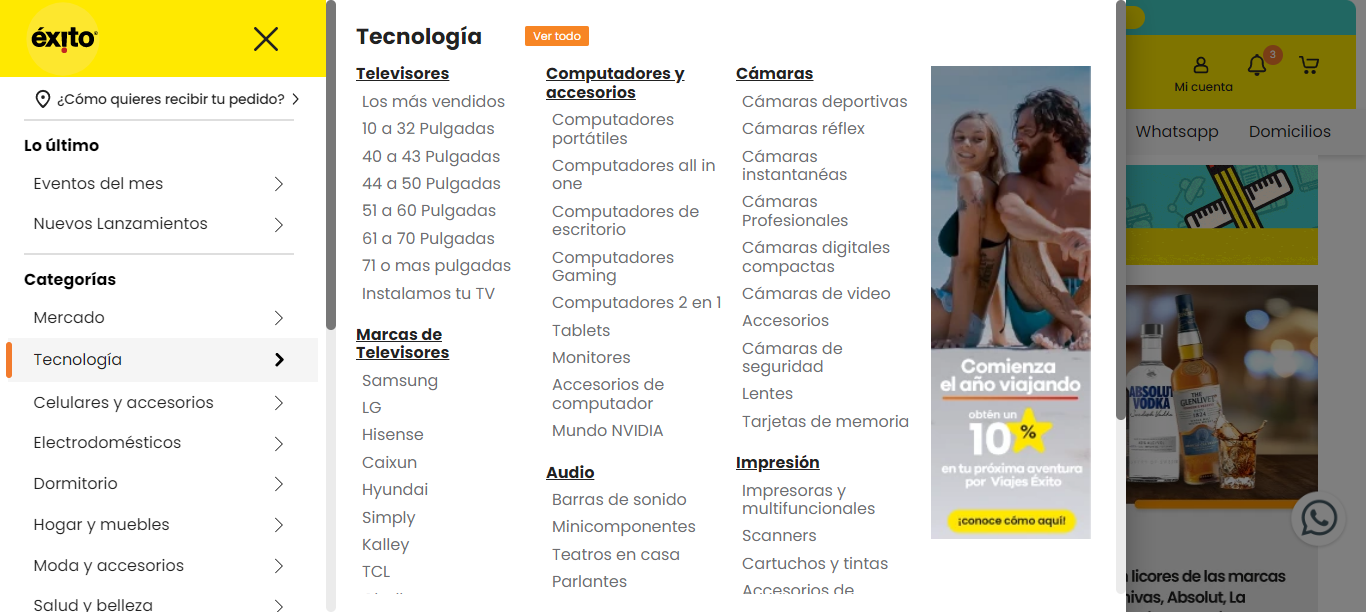 éxito
¿Cómo quieres recibir tu pedido?
Lo último
Eventos del mes
Nuevos Lanzamientos
Categorías
Mercado
Tecnología
Celulares y accesorios
Electrodomésticos
Dormitorio
Hogar y muebles
Moda y accesorios
Salud y belleza
Tecnología
Ver todo
Televisores
Los más vendidos
10 a 32 Pulgadas
40 a 43 Pulgadas
44 a 50 Pulgadas
51 a 60 Pulgadas
61 a 70 Pulgadas
71 o mas pulgadas
Instalamos tu TV
Marcas de
Televisores
Samsung
LG
Hisense
Caixun
Hyundai
Simply
Kalley
TCL
Computadores y
accesorios
Computadores
portátiles
Computadores all in
one
Computadores de
escritorio
Computadores
Gaming
Computadores 2 en 1
Tablets
Monitores
Accesorios de
computador
Mundo NVIDIA
Audio
Barras de sonido
Minicomponentes
Teatros en casa
Parlantes
Cámaras
Cámaras deportivas
Cámaras réflex
Cámaras
instantanéas
Cámaras
Profesionales
Cámaras digitales
compactas
Cámaras de video
Accesorios
Cámaras de
seguridad
Lentes
Tarjetas de memoria
Impresión
Impresoras y
multifuncionales
Scanners
Cartuchos y tintas
Accesorios de
Comienza
el año viajando
obtén un
10%
en tu próxima aventura
por Viajes Éxito
¡conoce cómo aquí!
3
Mi cuenta
Whatsapp
Domicilios
ABSOLUT
VODKA
THE
GLENLIVET
licores de las marcas
hivas, Absolut, La